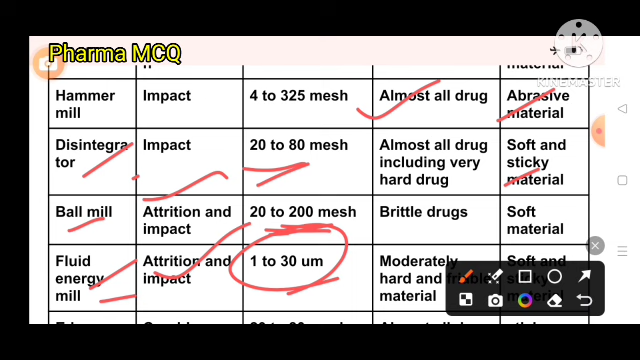 Pharma MCQ
KINEMASTER
material
Hammer mill
Impact
4 to 325 mesh
Almost all drug
Abrasive material
Disintegra
tor
Impact
20 to 80 mesh
Almost all drug
including very
hard drug
Soft and
sticky
material
Ball mill
Attrition and
impact
20 to 200 mesh
Brittle drugs
Soft
material
Fluid
energy
mill
Attrition and
impact
1 to 30 um
Moderately
hard and friable
material
Soft and
sticky
material